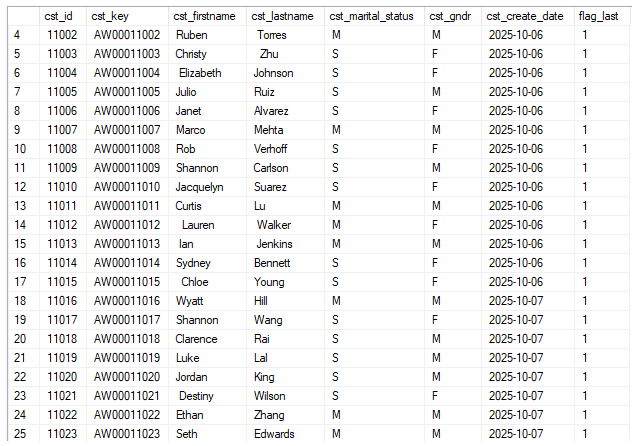 cst_id cst_key cst_firstname cst_lastname cst_marital_status cst_gndr cst_create_date flag_last
4 11002 AW00011002 Ruben Torres M M 2025-10-06 1
5 11003 AW00011003 Christy Zhu S F 2025-10-06 1
6 11004 AW00011004 Elizabeth Johnson S F 2025-10-06 1
7 11005 AW00011005 Julio Ruiz S M 2025-10-06 1
8 11006 AW00011006 Janet Alvarez S F 2025-10-06 1
9 11007 AW00011007 Marco Mehta M M 2025-10-06 1
10 11008 AW00011008 Rob Verhoff S F 2025-10-06 1
11 11009 AW00011009 Shannon Carlson S M 2025-10-06 1
12 11010 AW00011010 Jacquelyn Suarez S F 2025-10-06 1
13 11011 AW00011011 Curtis Lu M M 2025-10-06 1
14 11012 AW00011012 Lauren Walker M F 2025-10-06 1
15 11013 AW00011013 Ian Jenkins M M 2025-10-06 1
16 11014 AW00011014 Sydney Bennett S F 2025-10-06 1
17 11015 AW00011015 Chloe Young S F 2025-10-06 1
18 11016 AW00011016 Wyatt Hill M M 2025-10-07 1
19 11017 AW00011017 Shannon Wang S F 2025-10-07 1
20 11018 AW00011018 Clarence Rai S M 2025-10-07 1
21 11019 AW00011019 Luke Lal S M 2025-10-07 1
22 11020 AW00011020 Jordan King S M 2025-10-07 1
23 11021 AW00011021 Destiny Wilson S F 2025-10-07 1
24 11022 AW00011022 Ethan Zhang M M 2025-10-07 1
25 11023 AW00011023 Seth Edwards M M 2025-10-07 1